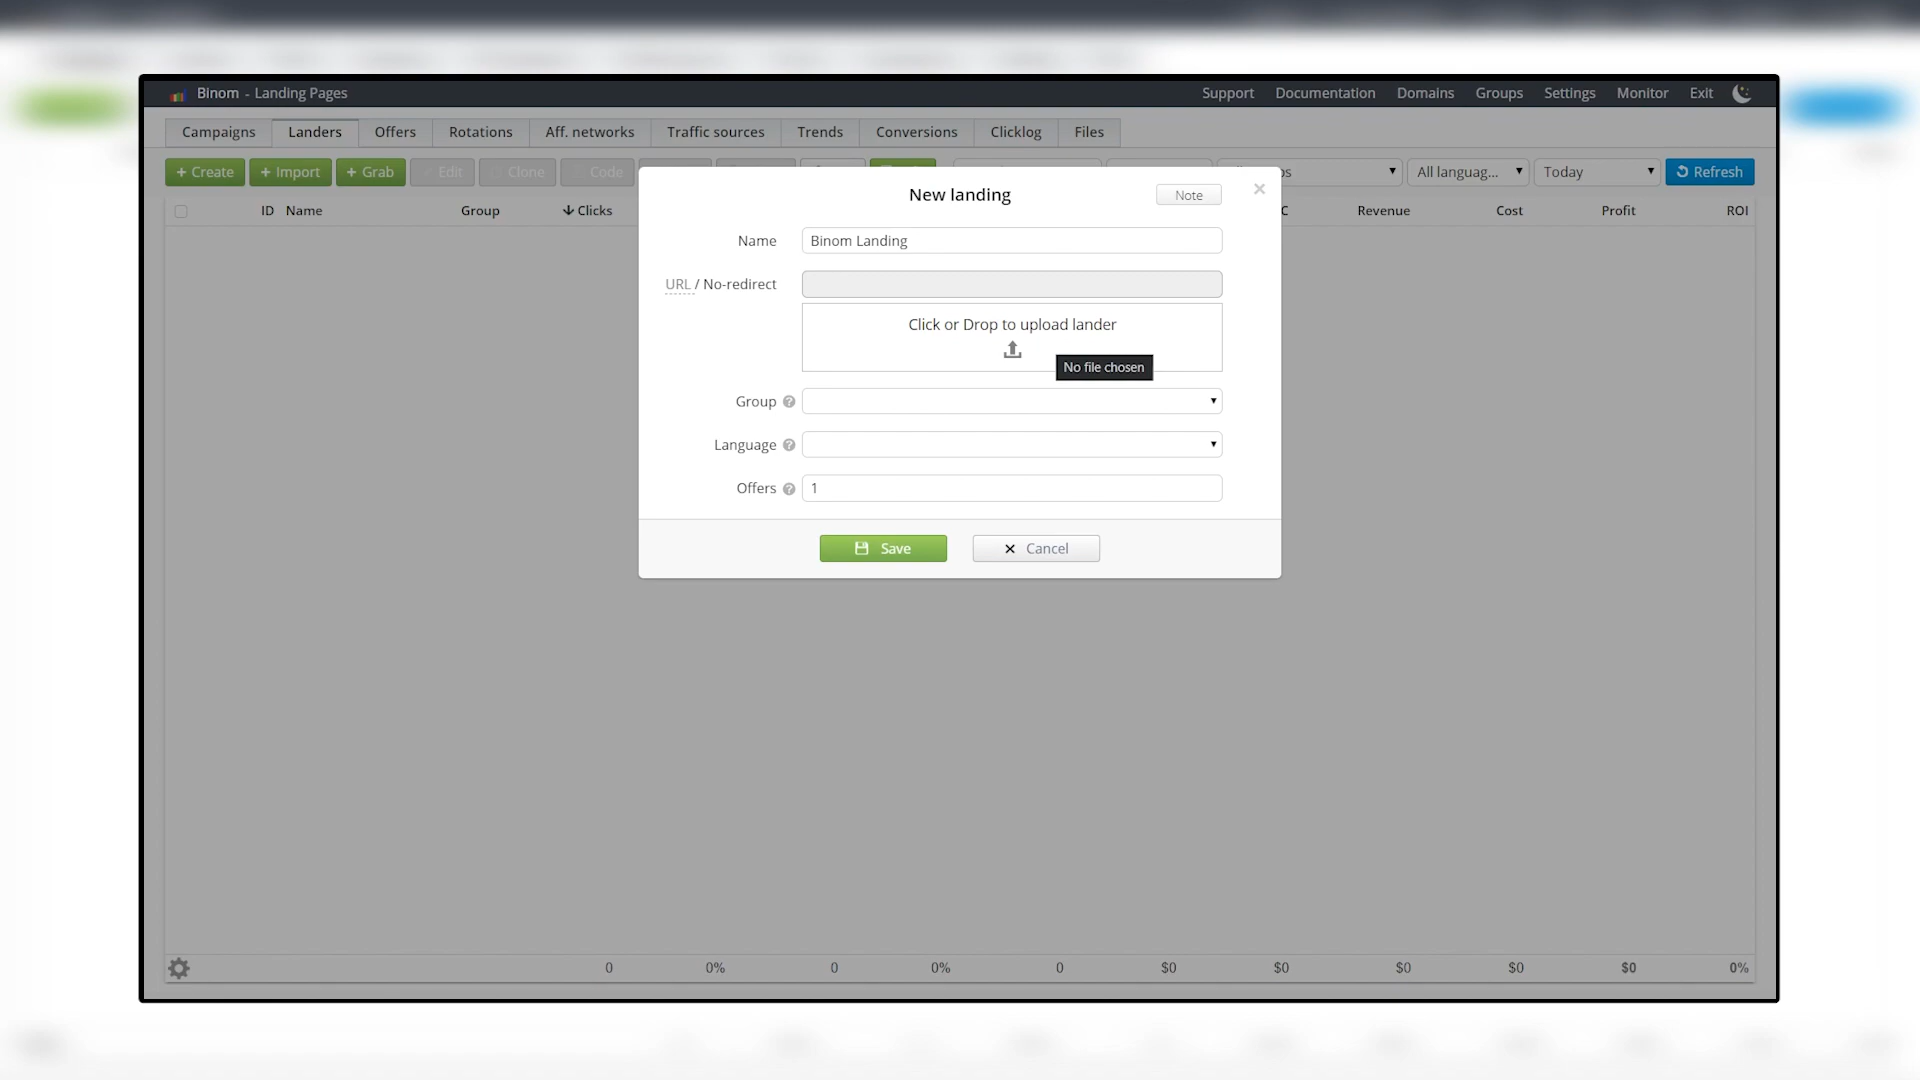 Binom - Landing Pages
Support Documentation Domains Groups Settings Monitor Exit
Campaigns Landers Offers Rotations Aff. networks Traffic sources Trends Conversions Clicklog Files
+ Create + Import + Grab Edit Clone Code All languag... Today Refresh
ID Name Group Clicks Revenue Cost Profit ROI
New landing
Note
Name Binom Landing
URL / No-redirect
Click or Drop to upload lander
No file chosen
Group
Language
Offers 1
Save Cancel
0 0% 0 0% 0 $0 $0 $0 $0 $0 0%